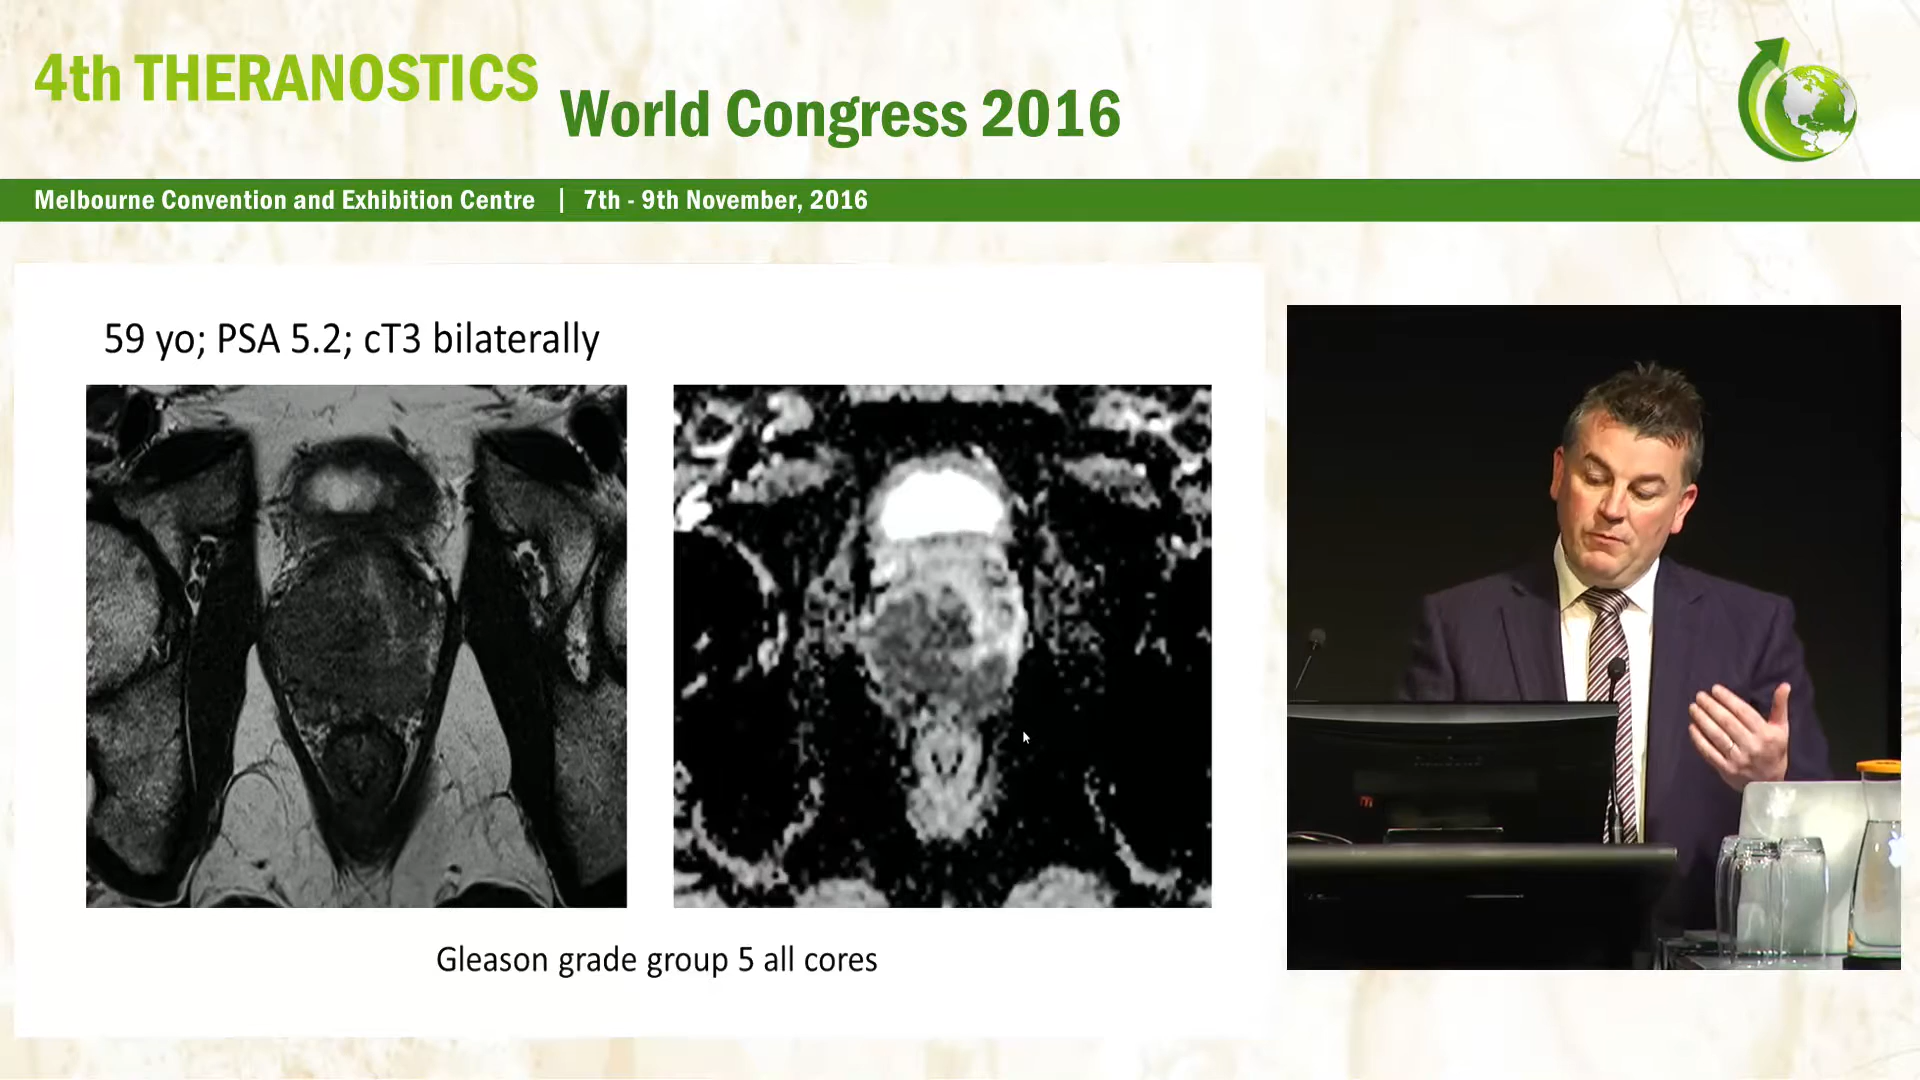 4th THERANOSTICS
World Congress 2016
Melbourne Convention and Exhibition Centre | 7th - 9th November, 2016
59 yo; PSA 5.2; cT3 bilaterally
Gleason grade group 5 all cores
SAMSUNG